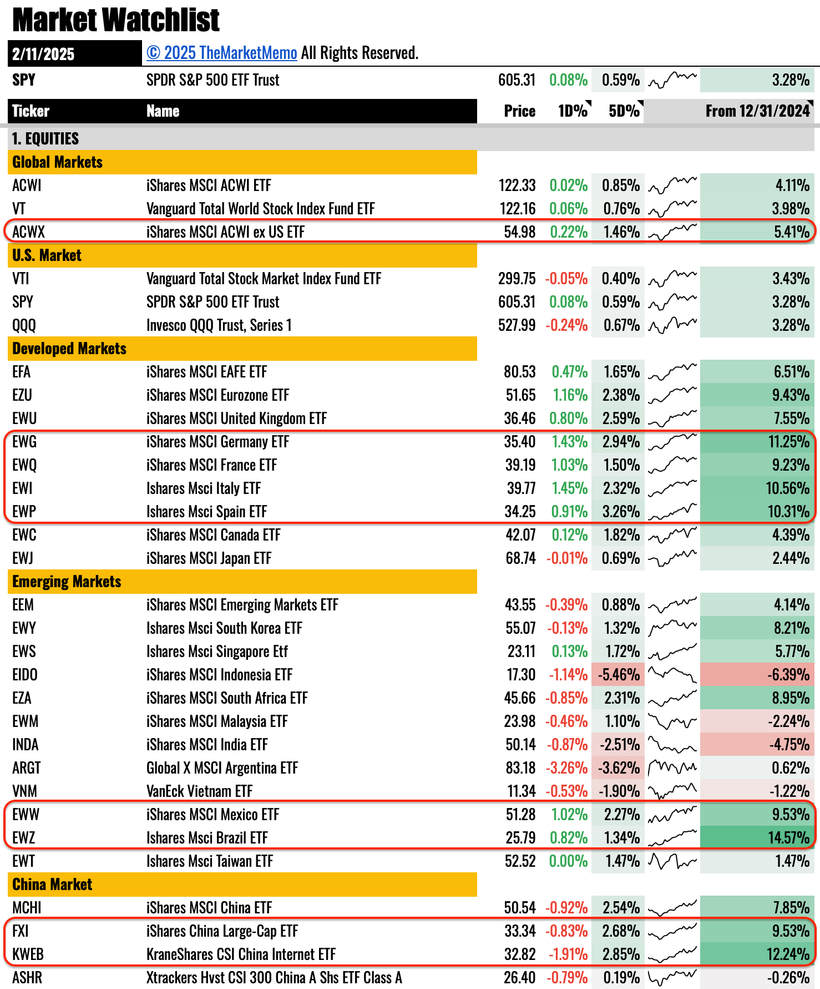 Market Watchlist
2/11/2025 © 2025 TheMarketMemo All Rights Reserved.
SPY SPDR S&P 500 ETF Trust 605.31 0.08% 0.59% 3.28%
Ticker Name Price 1D% 5D% From 12/31/2024
1. EQUITIES
Global Markets
ACWI iShares MSCI ACWI ETF 122.33 0.02% 0.85% 4.11%
VT Vanguard Total World Stock Index Fund ETF 122.16 0.06% 0.76% 3.98%
ACWX iShares MSCI ACWI ex US ETF 54.98 0.22% 1.46% 5.41%
U.S. Market
VTI Vanguard Total Stock Market Index Fund ETF 299.75 -0.05% 0.40% 3.43%
SPY SPDR S&P 500 ETF Trust 605.31 0.08% 0.59% 3.28%
QQQ Invesco QQQ Trust, Series 1 527.99 -0.24% 0.67% 3.28%
Developed Markets
EFA iShares MSCI EAFE ETF 80.53 0.47% 1.65% 6.51%
EZU iShares MSCI Eurozone ETF 51.65 1.16% 2.38% 9.43%
EWU iShares MSCI United Kingdom ETF 36.46 0.80% 2.59% 7.55%
EWG iShares MSCI Germany ETF 35.40 1.43% 2.94% 11.25%
EWQ iShares MSCI France ETF 39.19 1.03% 1.50% 9.23%
EWI Ishares Msci Italy ETF 39.77 1.45% 2.32% 10.56%
EWP Ishares Msci Spain ETF 34.25 0.91% 3.26% 10.31%
EWC iShares MSCI Canada ETF 42.07 0.12% 1.82% 4.39%
EWJ iShares MSCI Japan ETF 68.74 -0.01% 0.69% 2.44%
Emerging Markets
EEM iShares MSCI Emerging Markets ETF 43.55 -0.39% 0.88% 4.14%
EWY Ishares Msci South Korea ETF 55.07 -0.13% 1.32% 8.21%
EWS Ishares Msci Singapore Etf 23.11 0.13% 1.72% 5.77%
EIDO iShares MSCI Indonesia ETF 17.30 -1.14% -5.46% -6.39%
EZA iShares MSCI South Africa ETF 45.66 -0.85% 2.31% 8.95%
EWM iShares MSCI Malaysia ETF 23.98 -0.46% 1.10% -2.24%
INDA iShares MSCI India ETF 50.14 -0.87% -2.51% -4.75%
ARGT Global X MSCI Argentina ETF 83.18 -3.26% -3.62% 0.62%
VNM VanEck Vietnam ETF 11.34 -0.53% -1.90% -1.22%
EWW iShares MSCI Mexico ETF 51.28 1.02% 2.27% 9.53%
EWZ Ishares Msci Brazil ETF 25.79 0.82% 1.34% 14.57%
EWT Ishares Msci Taiwan ETF 52.52 0.00% 1.47% 1.47%
China Market
MCHI iShares MSCI China ETF 50.54 -0.92% 2.54% 7.85%
FXI iShares China Large-Cap ETF 33.34 -0.83% 2.68% 9.53%
KWEB KraneShares CSI China Internet ETF 32.82 -1.91% 2.85% 12.24%
ASHR Xtrackers Hvst CSI 300 China A Shs ETF Class A 26.40 -0.79% 0.19% -0.26%